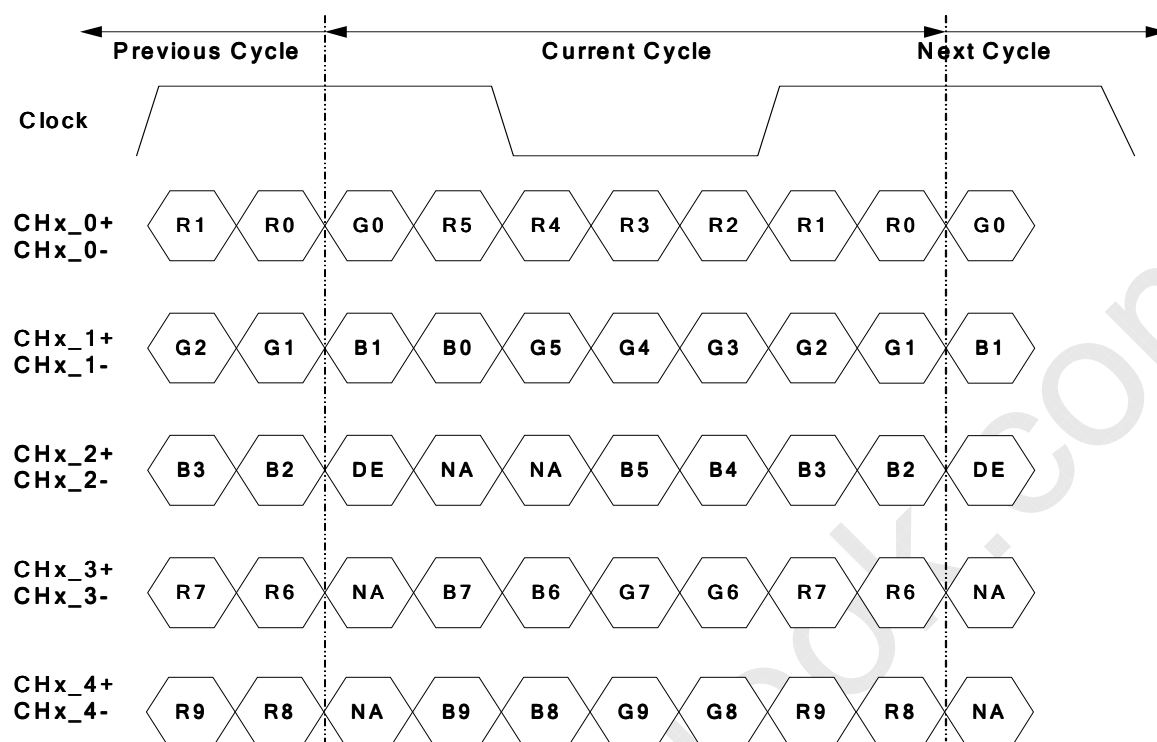 Previous Cycle Current Cycle Next Cycle
Clock
CHx_0+
CHx_0-
R1 R0 G0 R5 R4 R3 R2 R1 R0 G0
CHx_1+
CHx_1-
G2 G1 B1 B0 G5 G4 G3 G2 G1 B1
CHx_2+
CHx_2-
B3 B2 DE NA NA B5 B4 B3 B2 DE
CHx_3+
CHx_3-
R7 R6 NA B7 B6 G7 G6 R7 R6 NA
CHx_4+
CHx_4-
R9 R8 NA B9 B8 G9 G8 R9 R8 NA